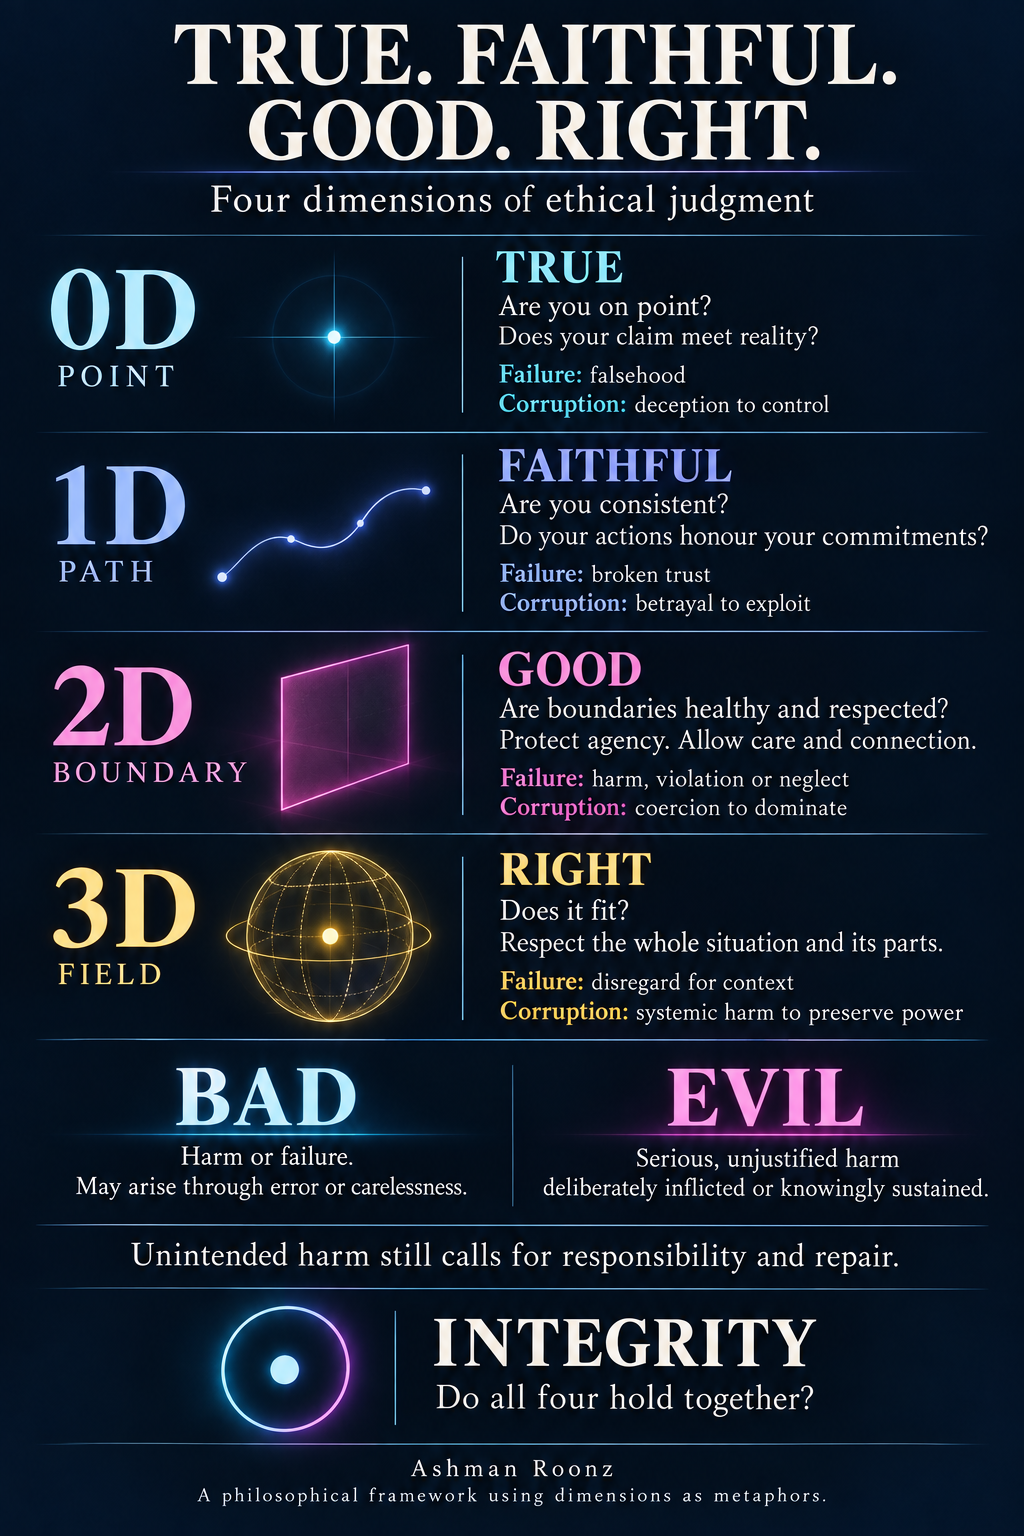 TRUE. FAITHFUL.
GOOD. RIGHT.
Four dimensions of ethical judgment
0D
POINT
TRUE
Are you on point?
Does your claim meet reality?
Failure: falsehood
Corruption: deception to control
1D
PATH
FAITHFUL
Are you consistent?
Do your actions honour your commitments?
Failure: broken trust
Corruption: betrayal to exploit
2D
BOUNDARY
GOOD
Are boundaries healthy and respected?
Protect agency. Allow care and connection.
Failure: harm, violation or neglect
Corruption: coercion to dominate
3D
FIELD
RIGHT
Does it fit?
Respect the whole situation and its parts.
Failure: disregard for context
Corruption: systemic harm to preserve power
BAD
Harm or failure.
May arise through error or carelessness.
EVIL
Serious, unjustified harm
deliberately inflicted or knowingly sustained.
Unintended harm still calls for responsibility and repair.
INTEGRITY
Do all four hold together?
Ashman Roonz
A philosophical framework using dimensions as metaphors.